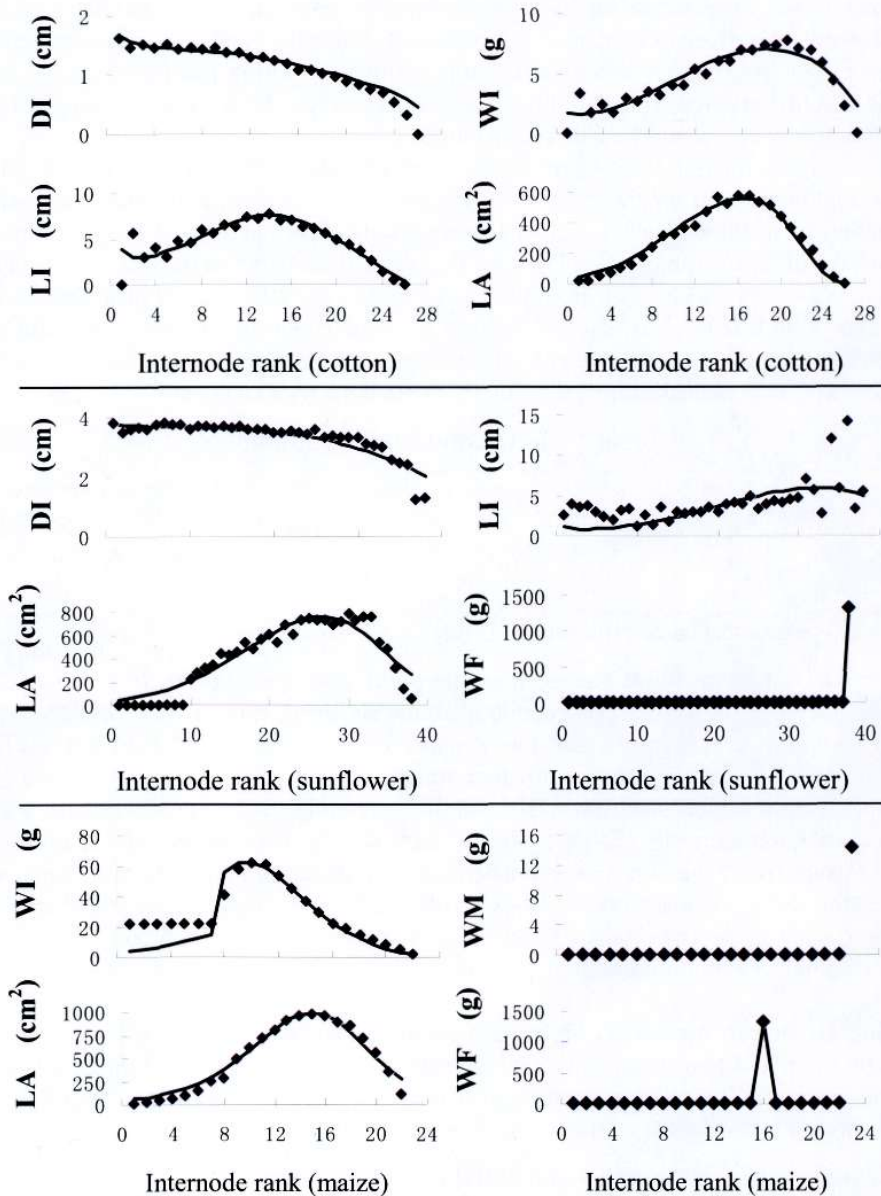 DI (cm)
2
1
0
WI (g
10
5
0
LI (cm)
10
5
0
0 4 8 12 16 20 24 28
Internode rank (cotton)
LA (cm²)
600
400
200
0
0 4 8 12 16 20 24 28
Internode rank (cotton)
DI (cm)
4
2
0
LI (cm)
15
10
5
0
LA (cm²)
800
600
400
200
0
0 10 20 30 40
Internode rank (sunflower)
WF (g)
1500
1000
500
0
0 10 20 30 40
Internode rank (sunflower)
WI (g
80
60
40
20
0
WM (g)
16
12
8
4
0
LA (cm²)
1000
750
500
250
0
0 4 8 12 16 20 24
Internode rank (maize)
WF (g)
1500
1000
500
0
0 4 8 12 16 20 24
Internode rank (maize)